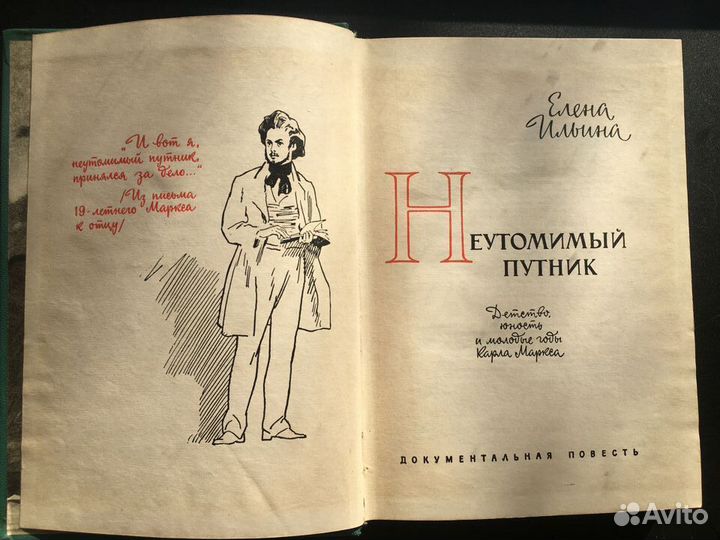 „И вот я,
неутомимый путник,
принялся за дело..."
/Из письма
19-летнего Маркса
к отцу/
Елена
Ильина
НЕУТОМИМЫЙ
ПУТНИК
Детство,
юность
и молодые годы
Карла Маркса
ДОКУМЕНТАЛЬНАЯ ПОВЕСТЬ
Avito